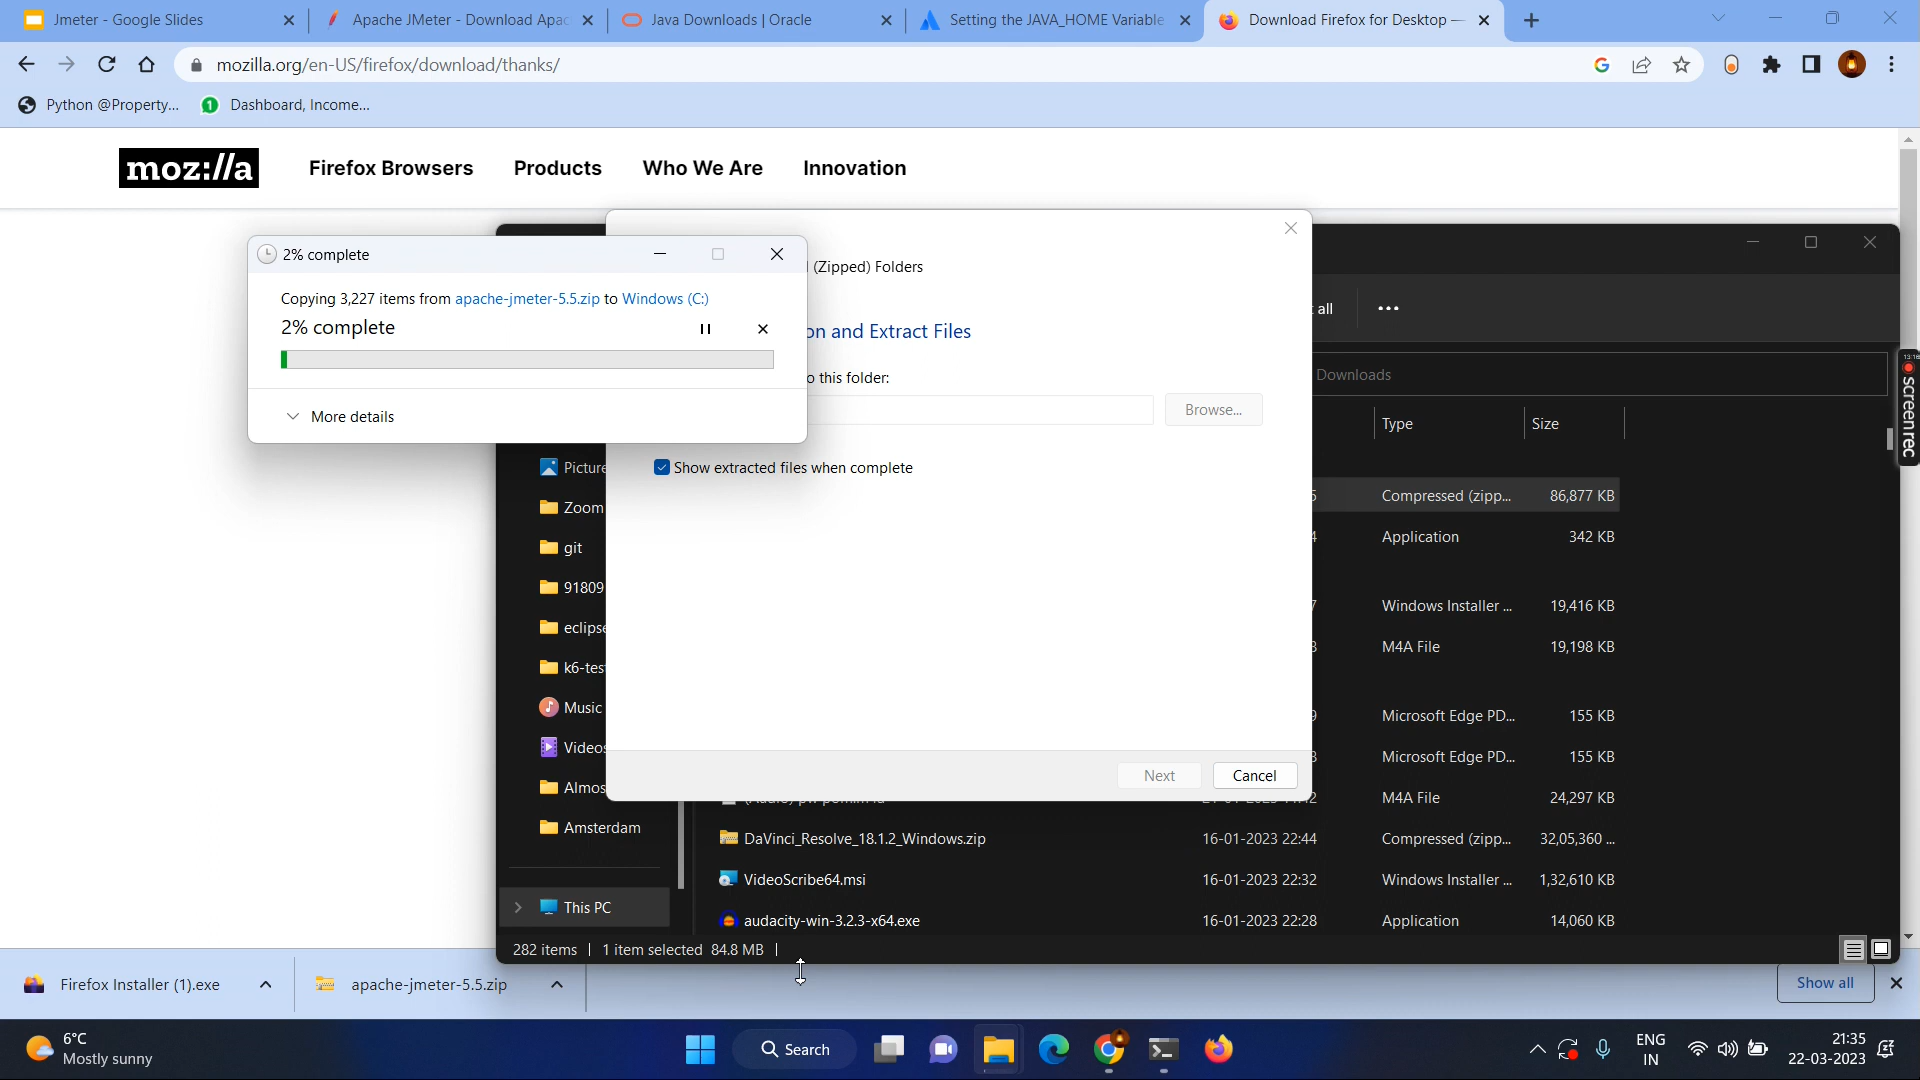 Jmeter - Google Slides
Apache JMeter - Download Apac
Java Downloads | Oracle
Setting the JAVA_HOME Variable
Download Firefox for Desktop —
mozilla.org/en-US/firefox/download/thanks/
Python @Property...
Dashboard, Income...
moz://a
Firefox Browsers
Products
Who We Are
Innovation
2% complete
Copying 3,227 items from apache-jmeter-5.5.zip to Windows (C:)
2% complete
More details
(Zipped) Folders
on and Extract Files
o this folder:
Browse...
Show extracted files when complete
Next
Cancel
all
Downloads
Type
Size
Compressed (zipp... 86,877 KB
Application 342 KB
Windows Installer ... 19,416 KB
M4A File 19,198 KB
Microsoft Edge PD... 155 KB
Microsoft Edge PD... 155 KB
M4A File 24,297 KB
DaVinci_Resolve_18.1.2_Windows.zip 16-01-2023 22:44 Compressed (zipp... 32,05,360 ...
VideoScribe64.msi 16-01-2023 22:32 Windows Installer ... 1,32,610 KB
audacity-win-3.2.3-x64.exe 16-01-2023 22:28 Application 14,060 KB
Picture
Zoom
git
91809
eclipse
k6-tes
Music
Videos
Almos
Amsterdam
This PC
282 items
1 item selected 84.8 MB
13:16
screenrec
Firefox Installer (1).exe
apache-jmeter-5.5.zip
Show all
6°C
Mostly sunny
Search
ENG
IN
21:35
22-03-2023